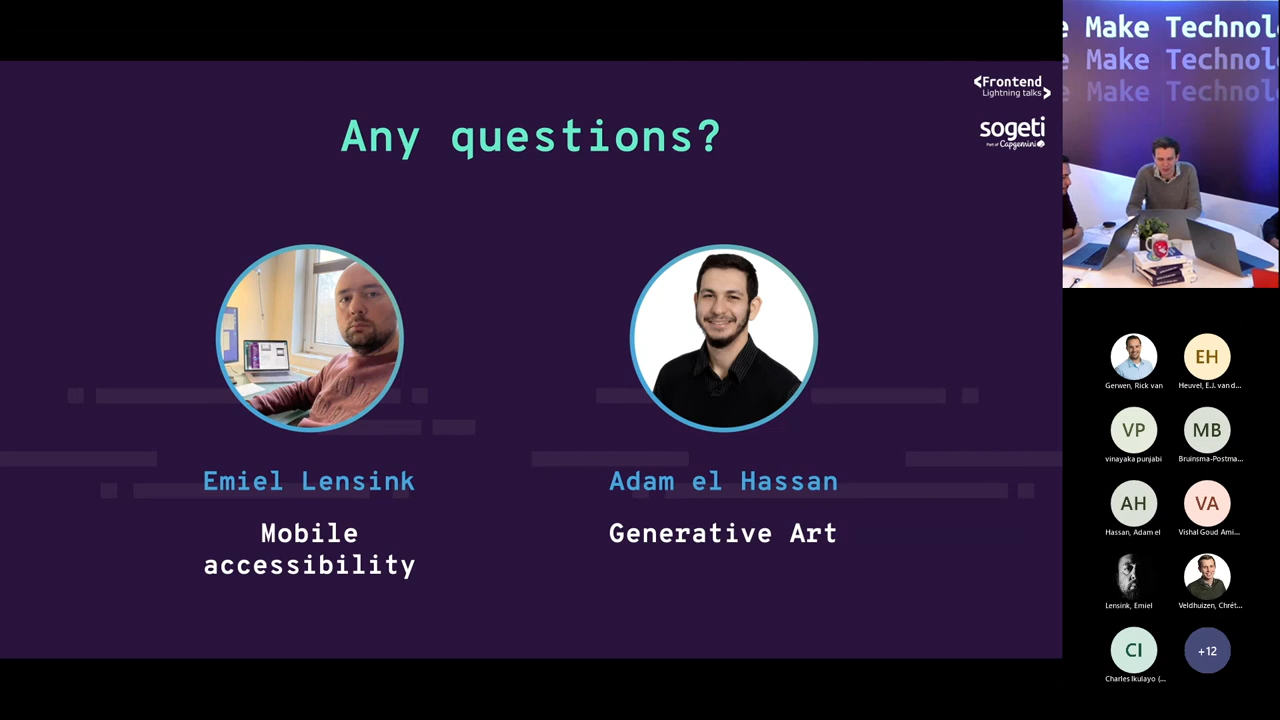 Any questions?
<Frontend
Lightning talks>
sogeti
Part of Capgemini
Emiel Lensink
Adam el Hassan
Mobile
accessibility
Generative Art
e Make Technol
e Make Technol
e Make Technol
EH
Gerwen, Rick van
Heuvel, E.J. van d...
VP
MB
vinayaka punjabi
Bruinsma-Postma...
AH
VA
Hassan, Adam el
Vishal Goud Ami...
Lensink, Emiel
Veldhuizen, Chrét...
CI
+12
Charles Ikulayo (...